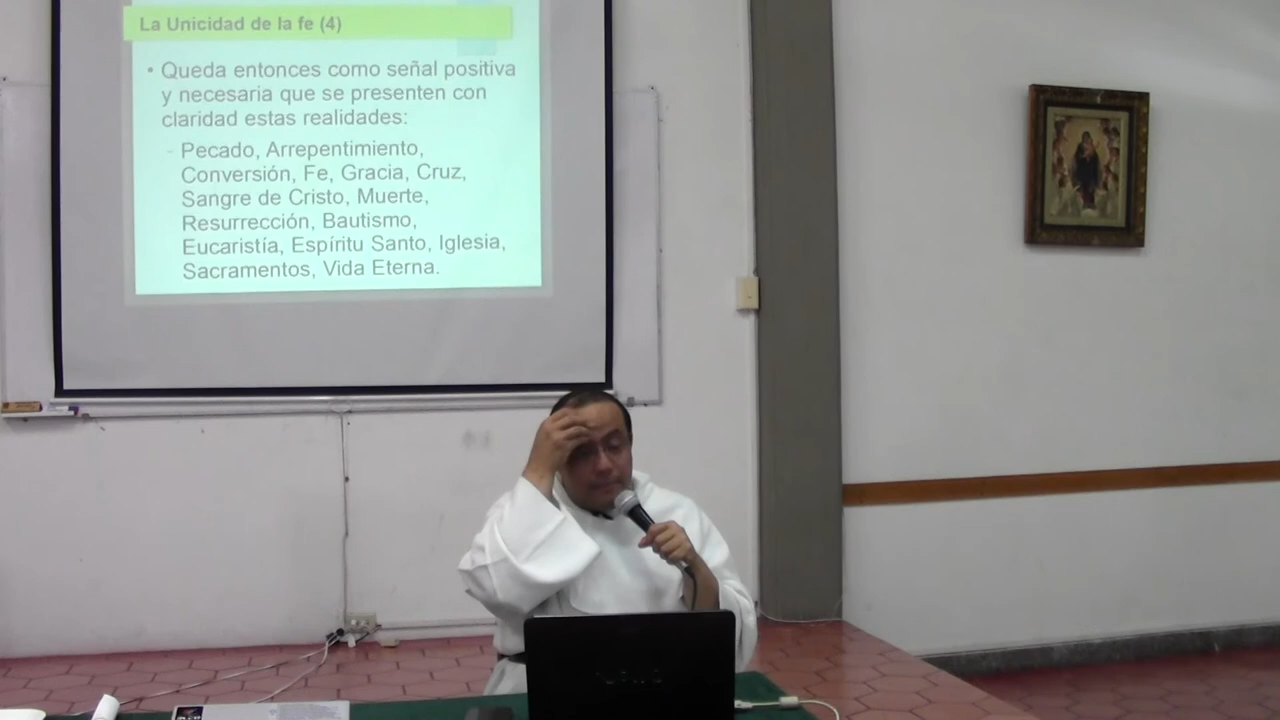 La Unicidad de la fe (4)
• Queda entonces como señal positiva
y necesaria que se presenten con
claridad estas realidades:
– Pecado, Arrepentimiento,
Conversión, Fe, Gracia, Cruz,
Sangre de Cristo, Muerte,
Resurrección, Bautismo,
Eucaristía, Espíritu Santo, Iglesia,
Sacramentos, Vida Eterna.